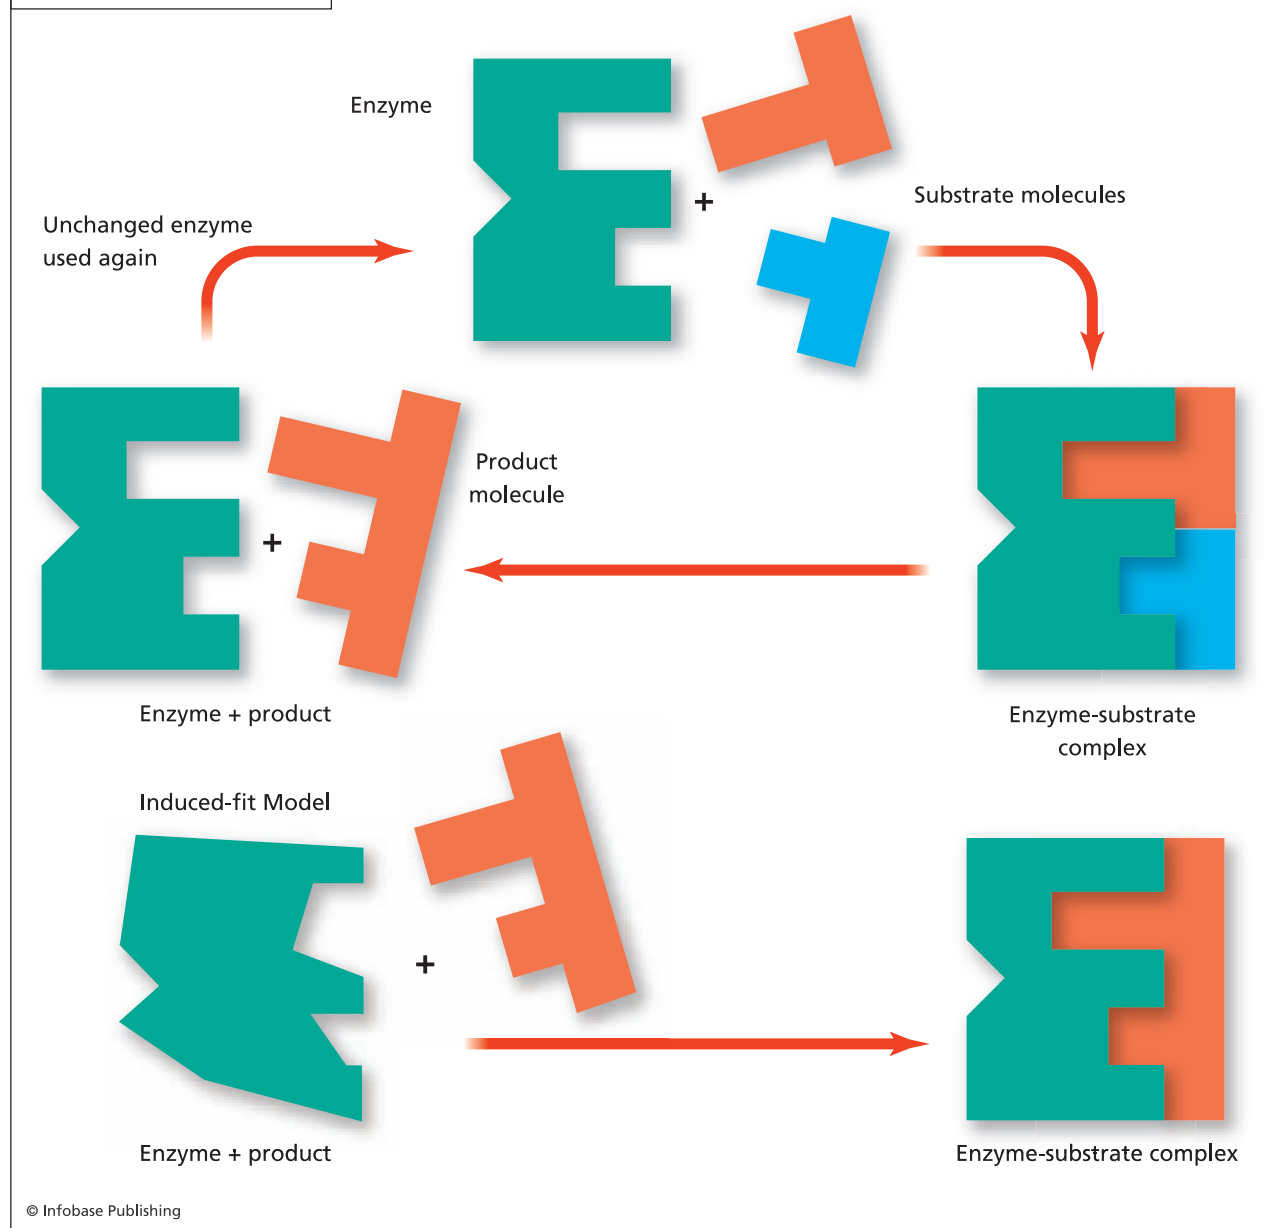 Enzyme
+
Substrate molecules
Unchanged enzyme
used again
Product
molecule
+
Enzyme + product
Enzyme-substrate
complex
Induced-fit Model
+
Enzyme + product
Enzyme-substrate complex
© Infobase Publishing